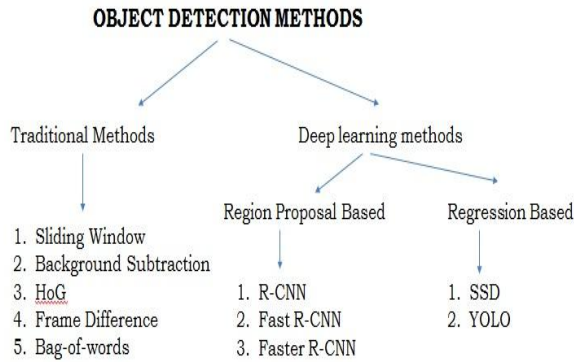 OBJECT DETECTION METHODS
Traditional Methods
Deep learning methods
Region Proposal Based
Regression Based
1. Sliding Window
2. Background Subtraction
3. HoG
4. Frame Difference
5. Bag-of-words
1. R-CNN
2. Fast R-CNN
3. Faster R-CNN
1. SSD
2. YOLO